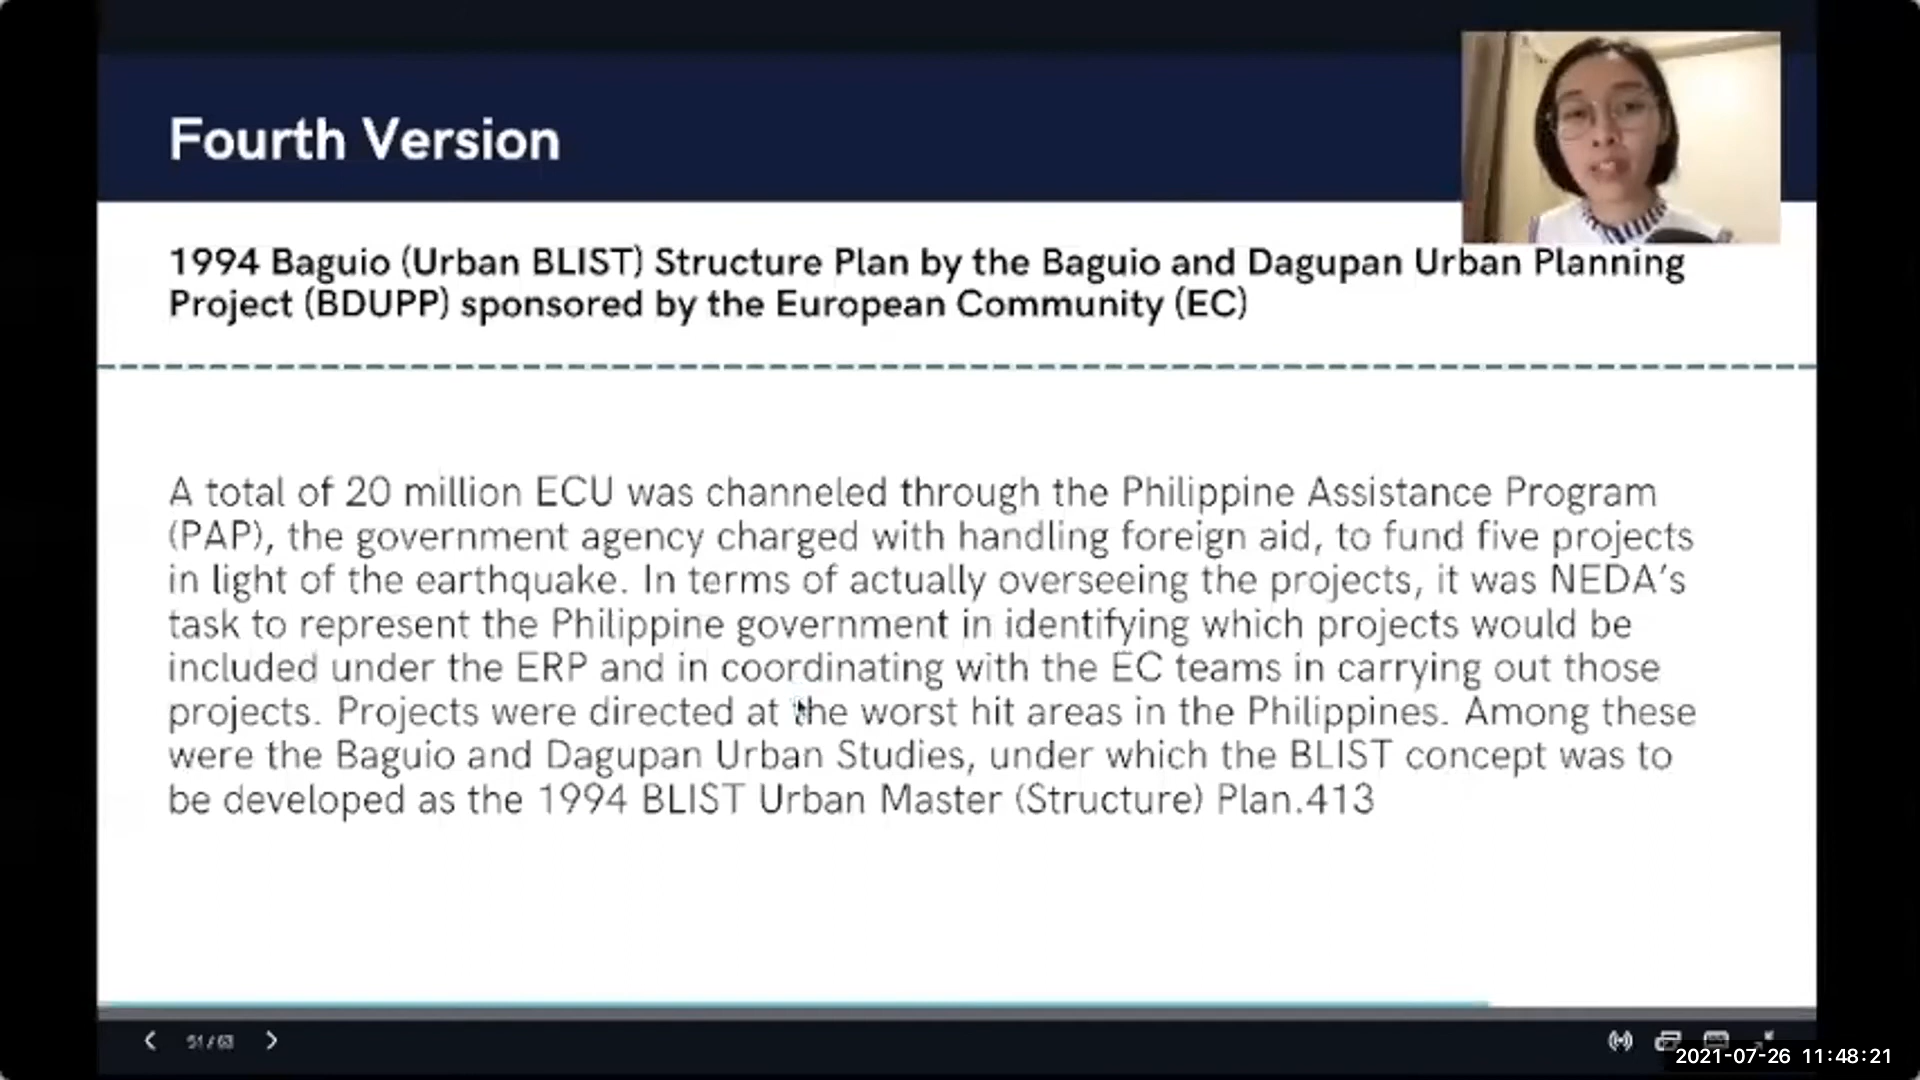 Fourth Version
1994 Baguio (Urban BLIST) Structure Plan by the Baguio and Dagupan Urban Planning
Project (BDUPP) sponsored by the European Community (EC)
A total of 20 million ECU was channeled through the Philippine Assistance Program
(PAP), the government agency charged with handling foreign aid, to fund five projects
in light of the earthquake. In terms of actually overseeing the projects, it was NEDA's
task to represent the Philippine government in identifying which projects would be
included under the ERP and in coordinating with the EC teams in carrying out those
projects. Projects were directed at the worst hit areas in the Philippines. Among these
were the Baguio and Dagupan Urban Studies, under which the BLIST concept was to
be developed as the 1994 BLIST Urban Master (Structure) Plan.413
51 / 63
2021-07-26 11:48:21